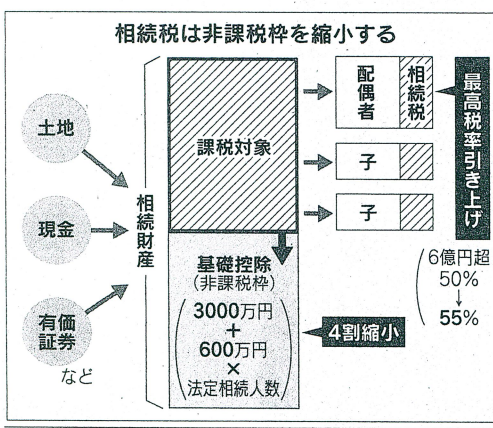 相続税は非課税枠を縮小する
土地
現金
有価
証券
など
相続財産
課税対象
基礎控除
(非課税枠)
3000万円
+
600万円
×
法定相続人数
4割縮小
配偶者
相続税
子
子
最高税率引き上げ
6億円超
50%
↓
55%